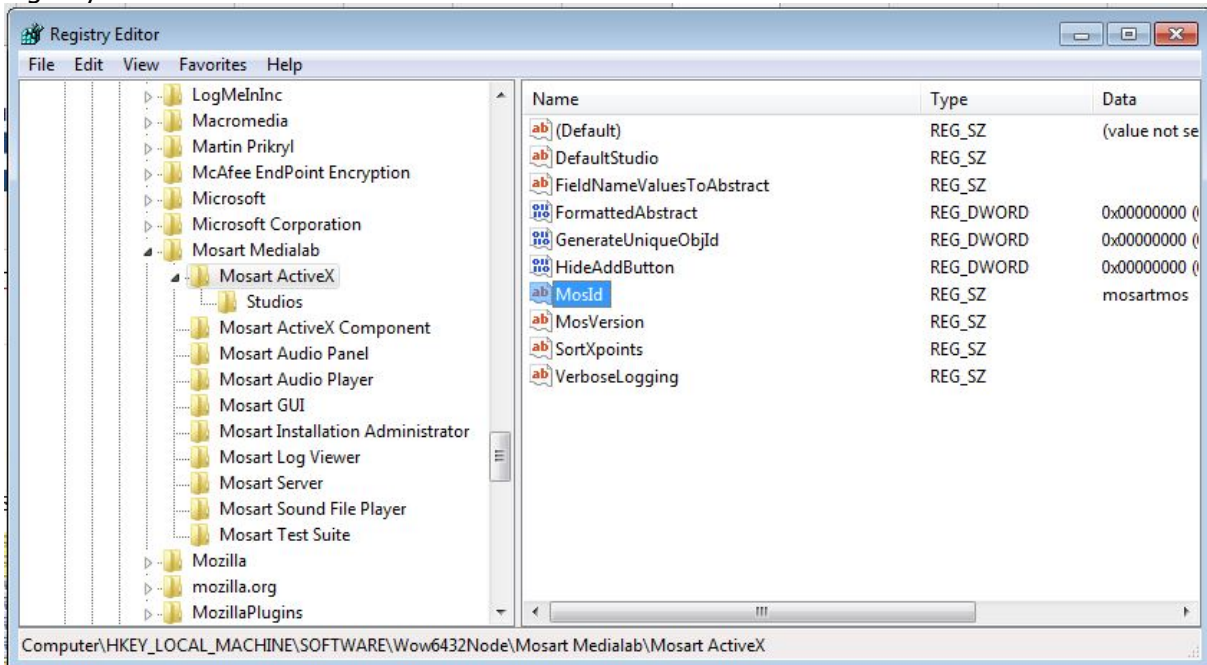 Registry Editor
File Edit View Favorites Help
LogMeInInc
Macromedia
Martin Prikryl
McAfee EndPoint Encryption
Microsoft
Microsoft Corporation
Mosart Medialab
Mosart ActiveX
Studios
Mosart ActiveX Component
Mosart Audio Panel
Mosart Audio Player
Mosart GUI
Mosart Installation Administrator
Mosart Log Viewer
Mosart Server
Mosart Sound File Player
Mosart Test Suite
Mozilla
mozilla.org
MozillaPlugins
Name Type Data
(Default) REG_SZ (value not se
DefaultStudio REG_SZ
FieldNameValuesToAbstract REG_SZ
FormattedAbstract REG_DWORD 0x00000000 (
GenerateUniqueObjId REG_DWORD 0x00000000 (
HideAddButton REG_DWORD 0x00000000 (
MosId REG_SZ mosartmos
MosVersion REG_SZ
SortXpoints REG_SZ
VerboseLogging REG_SZ
Computer\HKEY_LOCAL_MACHINE\SOFTWARE\Wow6432Node\Mosart Medialab\Mosart ActiveX